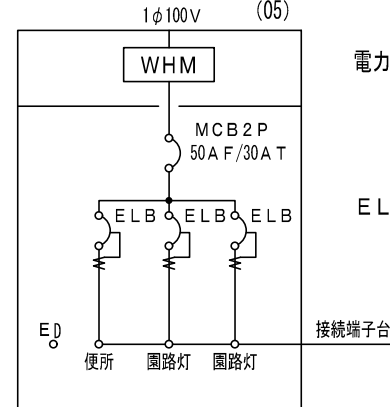 1φ100V (05)
WHM
電力
MCB2P
50AF/30AT
ELB ELB ELB
EL
接続端子台
ED
便所 園路灯 園路灯